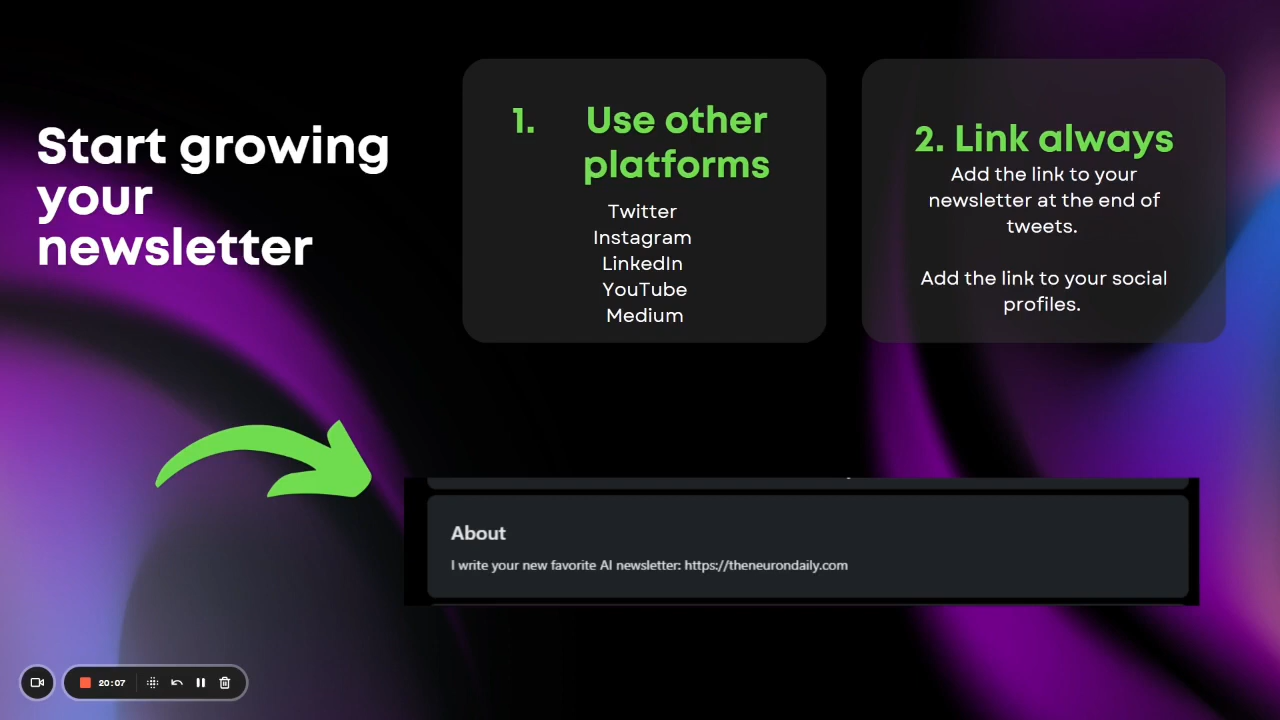 Start growing
your
newsletter
1. Use other
platforms
Twitter
Instagram
LinkedIn
YouTube
Medium
2. Link always
Add the link to your
newsletter at the end of
tweets.
Add the link to your social
profiles.
About
I write your new favorite AI newsletter: https://theneurondaily.com
20:07